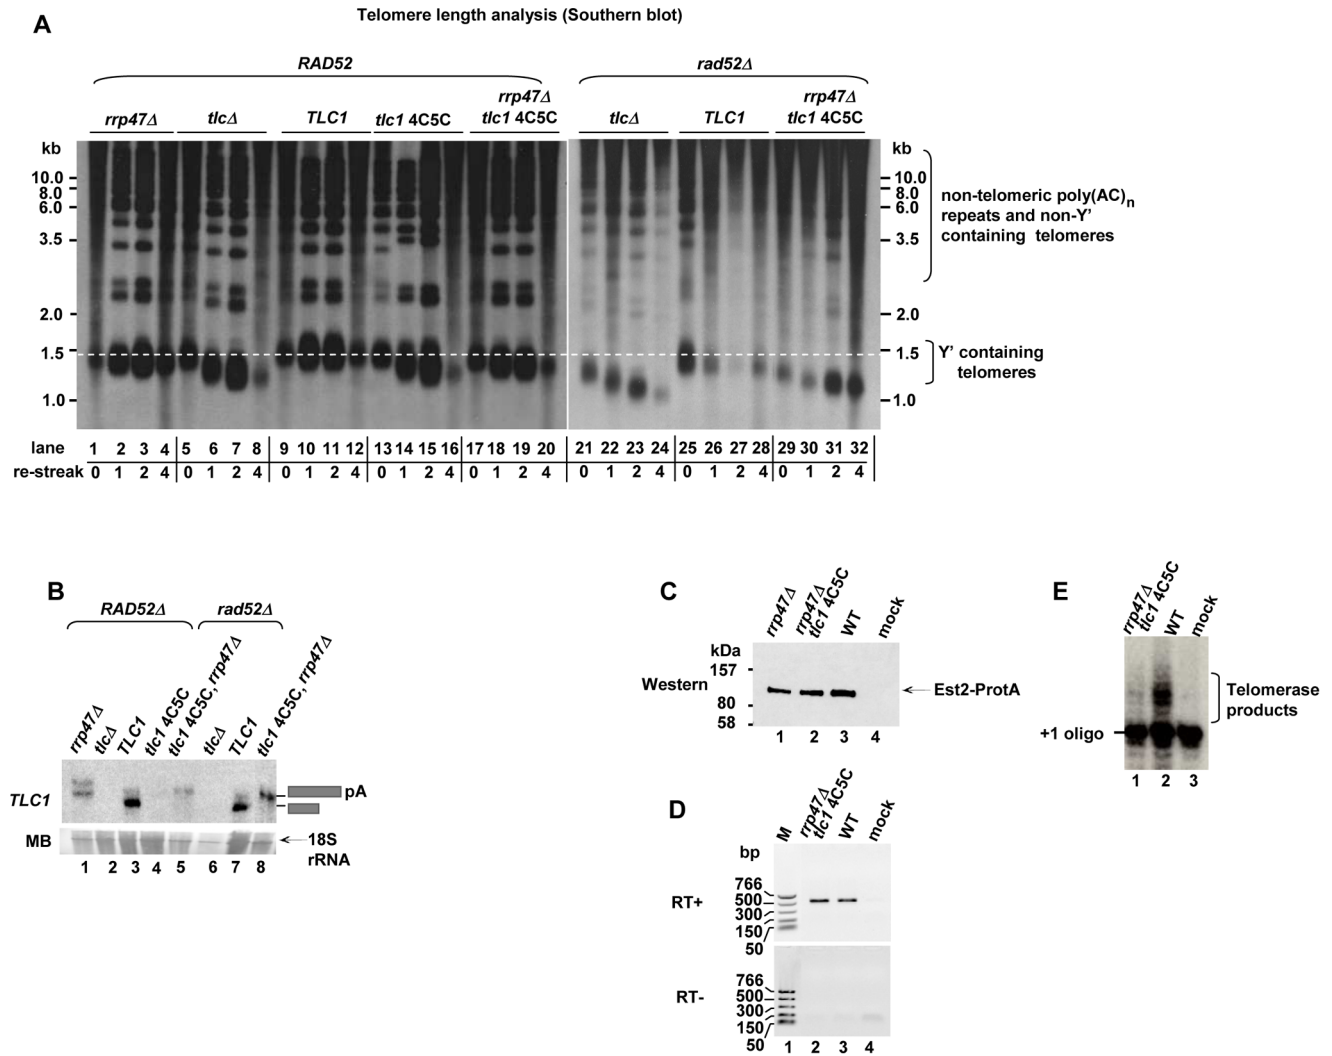 Telomere length analysis (Southern blot)
A
RAD52
rad52Δ
rrp47Δ
tlcΔ
TLC1
tlc1 4C5C
rrp47Δ
tlc1 4C5C
tlcΔ
TLC1
rrp47Δ
tlc1 4C5C
kb
10.0
8.0
6.0
3.5
2.0
1.5
1.0
kb
10.0
8.0
6.0
3.5
2.0
1.5
1.0
non-telomeric poly(AC)n
repeats and non-Y'
containing telomeres
Y' containing
telomeres
lane 1 2 3 4 5 6 7 8 9 10 11 12 13 14 15 16 17 18 19 20 21 22 23 24 25 26 27 28 29 30 31 32
re-streak 0 1 2 4 0 1 2 4 0 1 2 4 0 1 2 4 0 1 2 4 0 1 2 4 0 1 2 4 0 1 2 4
B
RAD52Δ
rad52Δ
rrp47Δ
tlcΔ
TLC1
tlc1 4C5C
tlc1 4C5C, rrp47Δ
tlcΔ
TLC1
tlc1 4C5C, rrp47Δ
TLC1
pA
MB
18S
rRNA
1 2 3 4 5 6 7 8
C
rrp47Δ
rrp47Δ
tlc1 4C5C
WT
mock
kDa
157
80
58
Western
Est2-ProtA
1 2 3 4
D
M
rrp47Δ
tlc1 4C5C
WT
mock
bp
766
500
300
150
50
RT+
766
500
300
150
50
RT-
1 2 3 4
E
rrp47Δ
tlc1 4C5C
WT
mock
Telomerase
products
+1 oligo
1 2 3